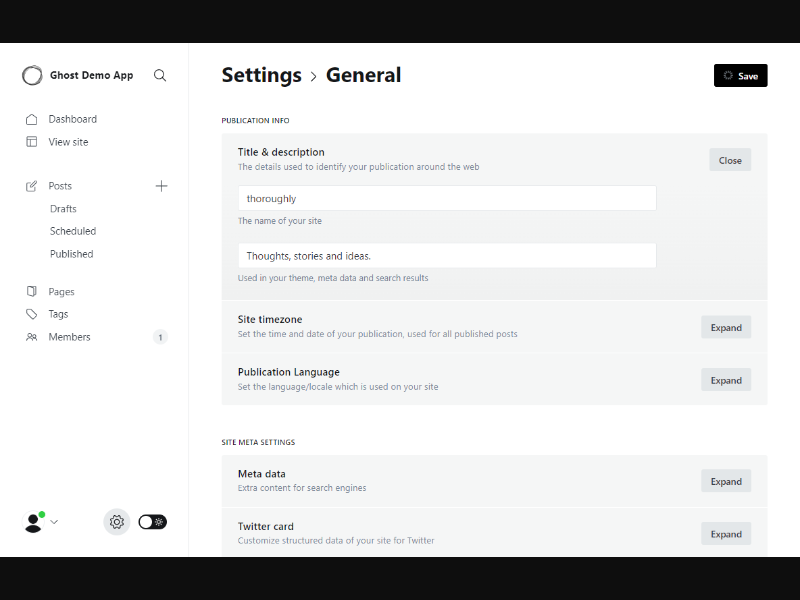 Ghost Demo App
Dashboard
View site
Posts
Drafts
Scheduled
Published
Pages
Tags
Members
1
Settings > General
Save
PUBLICATION INFO
Title & description
The details used to identify your publication around the web
Close
thoroughly
The name of your site
Thoughts, stories and ideas.
Used in your theme, meta data and search results
Site timezone
Set the time and date of your publication, used for all published posts
Expand
Publication Language
Set the language/locale which is used on your site
Expand
SITE META SETTINGS
Meta data
Extra content for search engines
Expand
Twitter card
Customize structured data of your site for Twitter
Expand